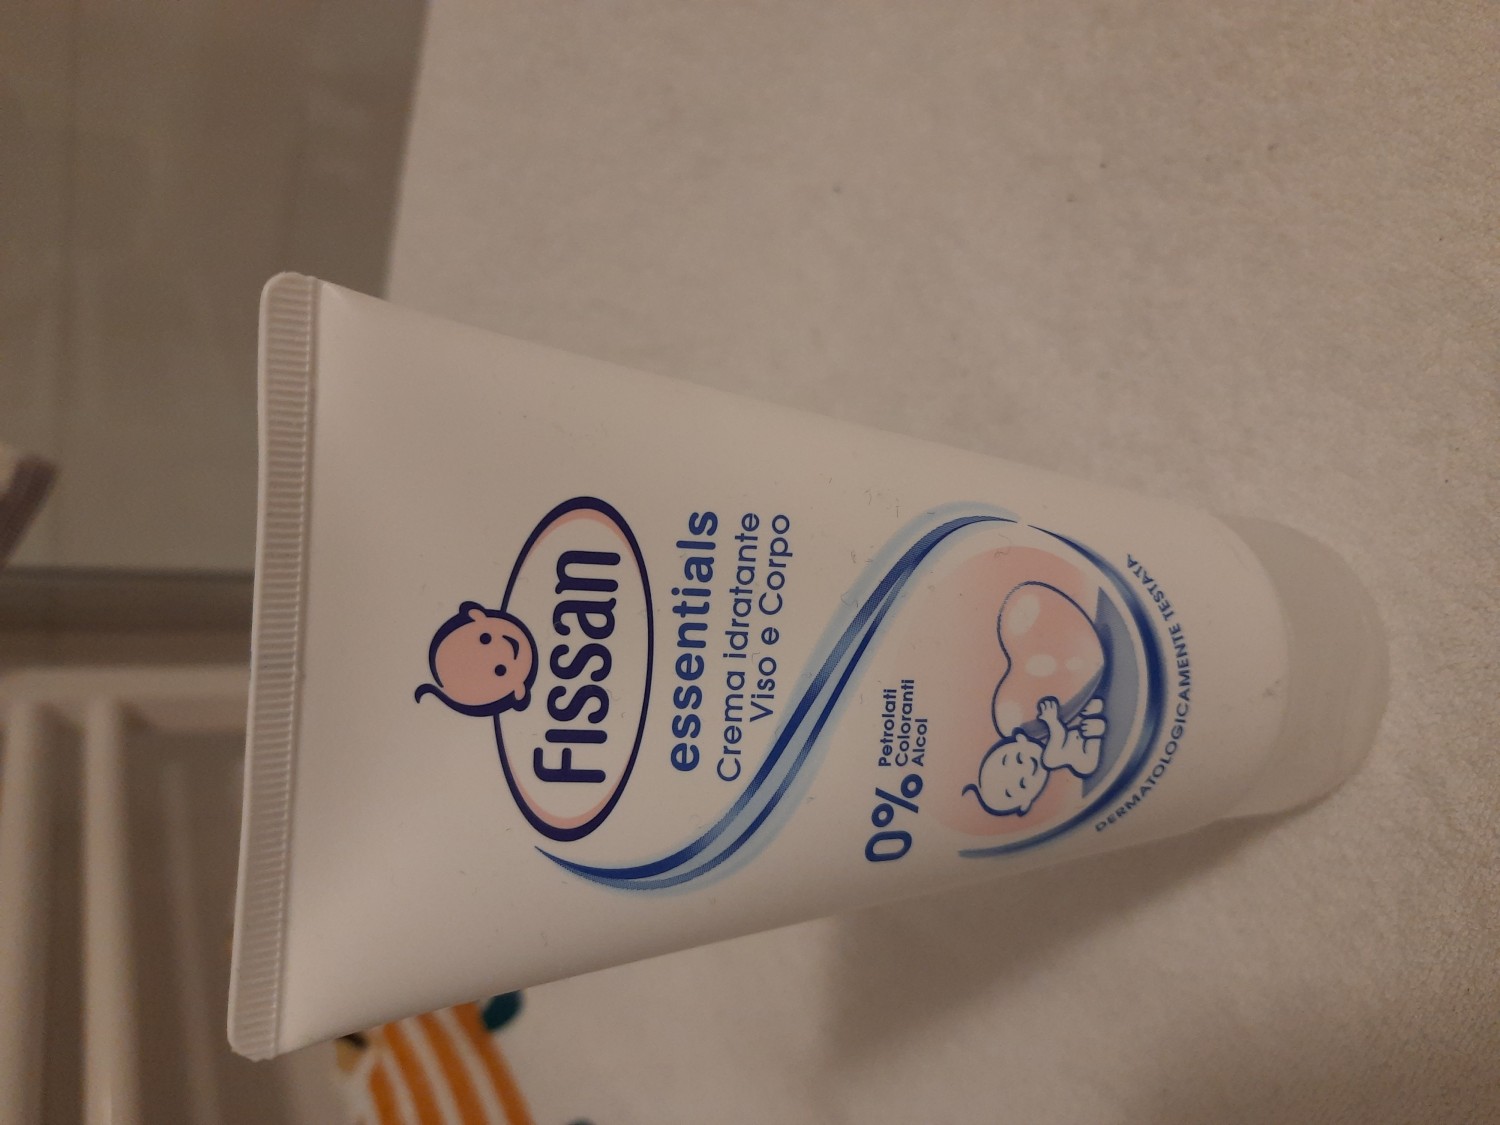 Fissan
essentials
Crema idratante
Viso e Corpo
0%
Petrolati
Coloranti
Alcol
DERMATOLOGICAMENTE TESTATA